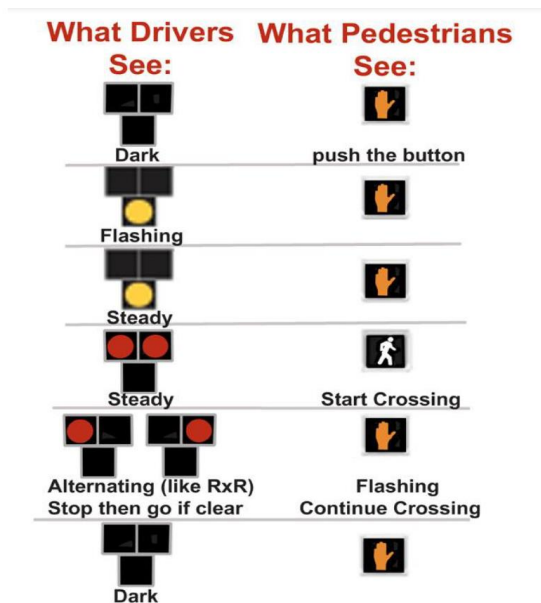 What Drivers What Pedestrians
See: See:
Dark push the button
Flashing
Steady
Steady Start Crossing
Alternating (like RxR) Flashing
Stop then go if clear Continue Crossing
Dark